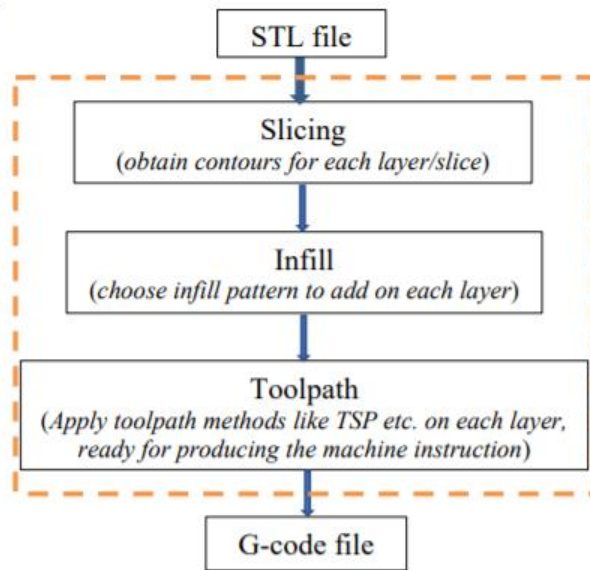 STL file
Slicing
(obtain contours for each layer/slice)
Infill
(choose infill pattern to add on each layer)
Toolpath
(Apply toolpath methods like TSP etc. on each layer,
ready for producing the machine instruction)
G-code file